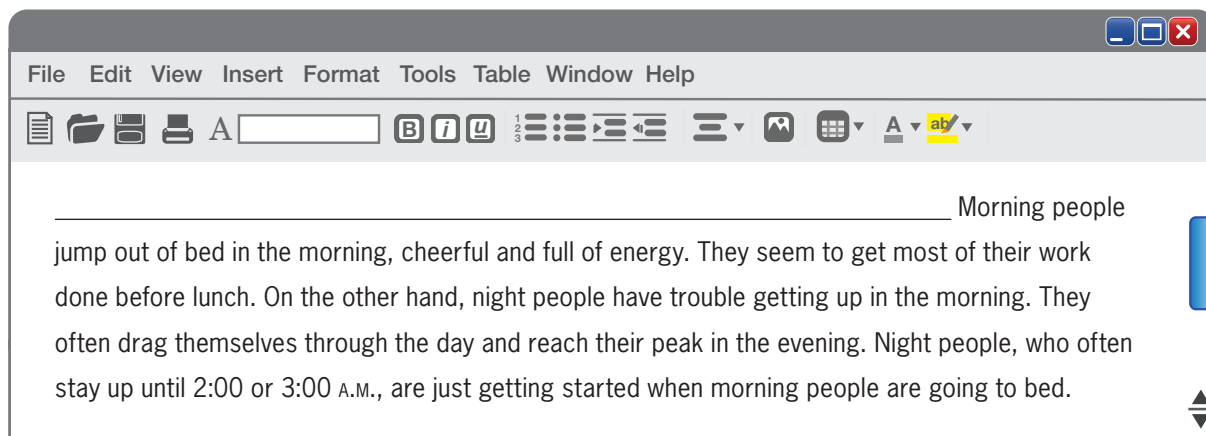 File Edit View Insert Format Tools Table Window Help
A B i u 1 2 3 A ab
Morning people
jump out of bed in the morning, cheerful and full of energy. They seem to get most of their work
done before lunch. On the other hand, night people have trouble getting up in the morning. They
often drag themselves through the day and reach their peak in the evening. Night people, who often
stay up until 2:00 or 3:00 A.M., are just getting started when morning people are going to bed.